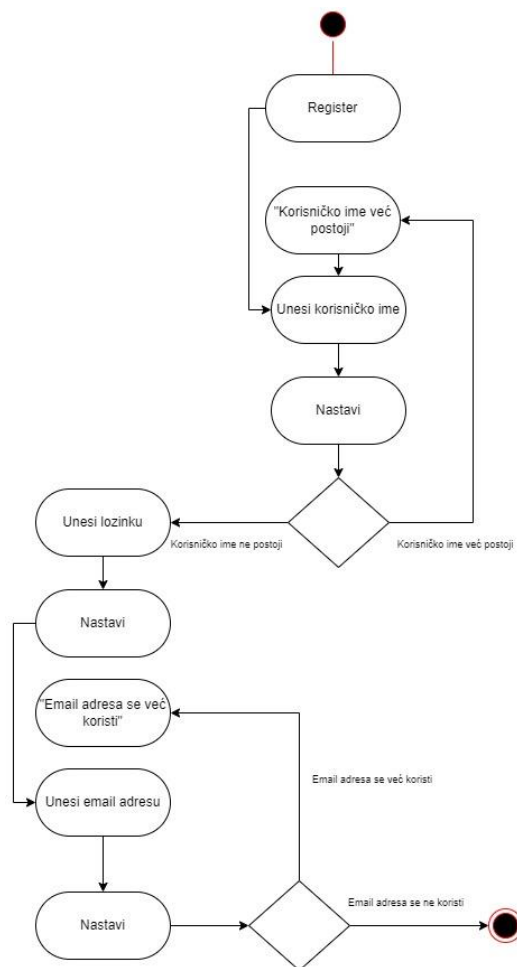 Register
"Korisničko ime već
postoji"
Unesi korisničko ime
Nastavi
Unesi lozinku
Korisničko ime ne postoji
Korisničko ime već postoji
Nastavi
"Email adresa se već
koristi"
Email adresa se već koristi
Unesi email adresu
Nastavi
Email adresa se ne koristi